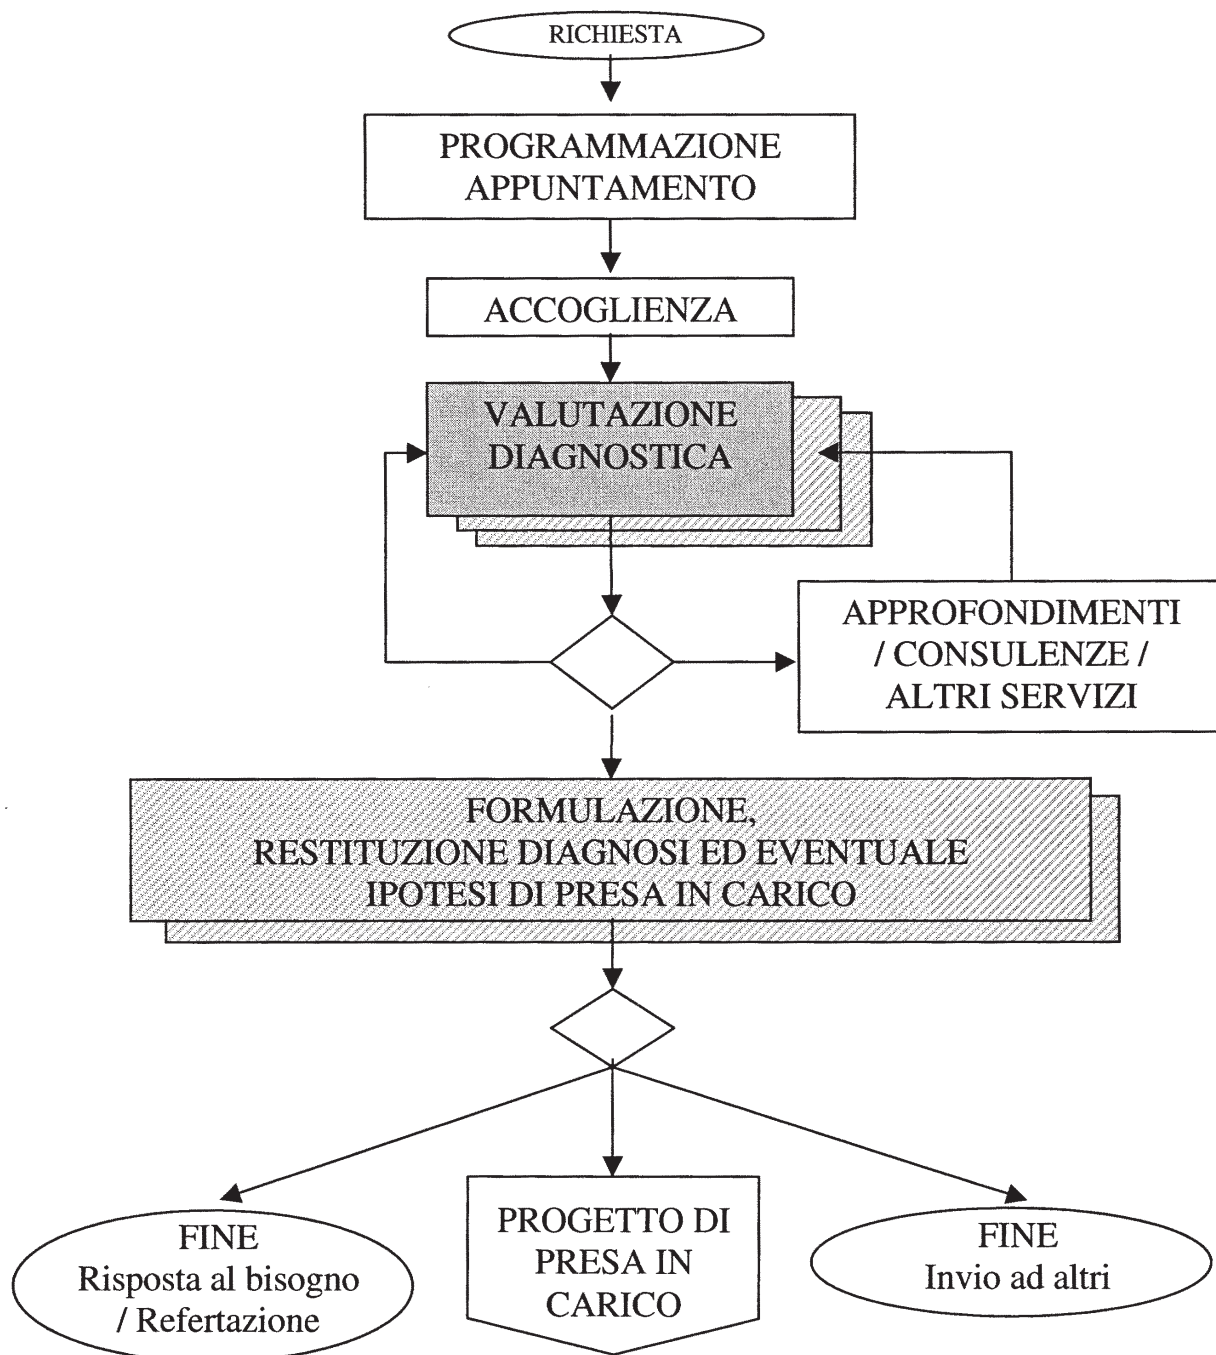 RICHIESTA
PROGRAMMAZIONE
APPUNTAMENTO
ACCOGLIENZA
VALUTAZIONE
DIAGNOSTICA
APPROFONDIMENTI
/ CONSULENZE /
ALTRI SERVIZI
FORMULAZIONE,
RESTITUZIONE DIAGNOSI ED EVENTUALE
IPOTESI DI PRESA IN CARICO
FINE
Risposta al bisogno
/ Refertazione
PROGETTO DI
PRESA IN
CARICO
FINE
Invio ad altri